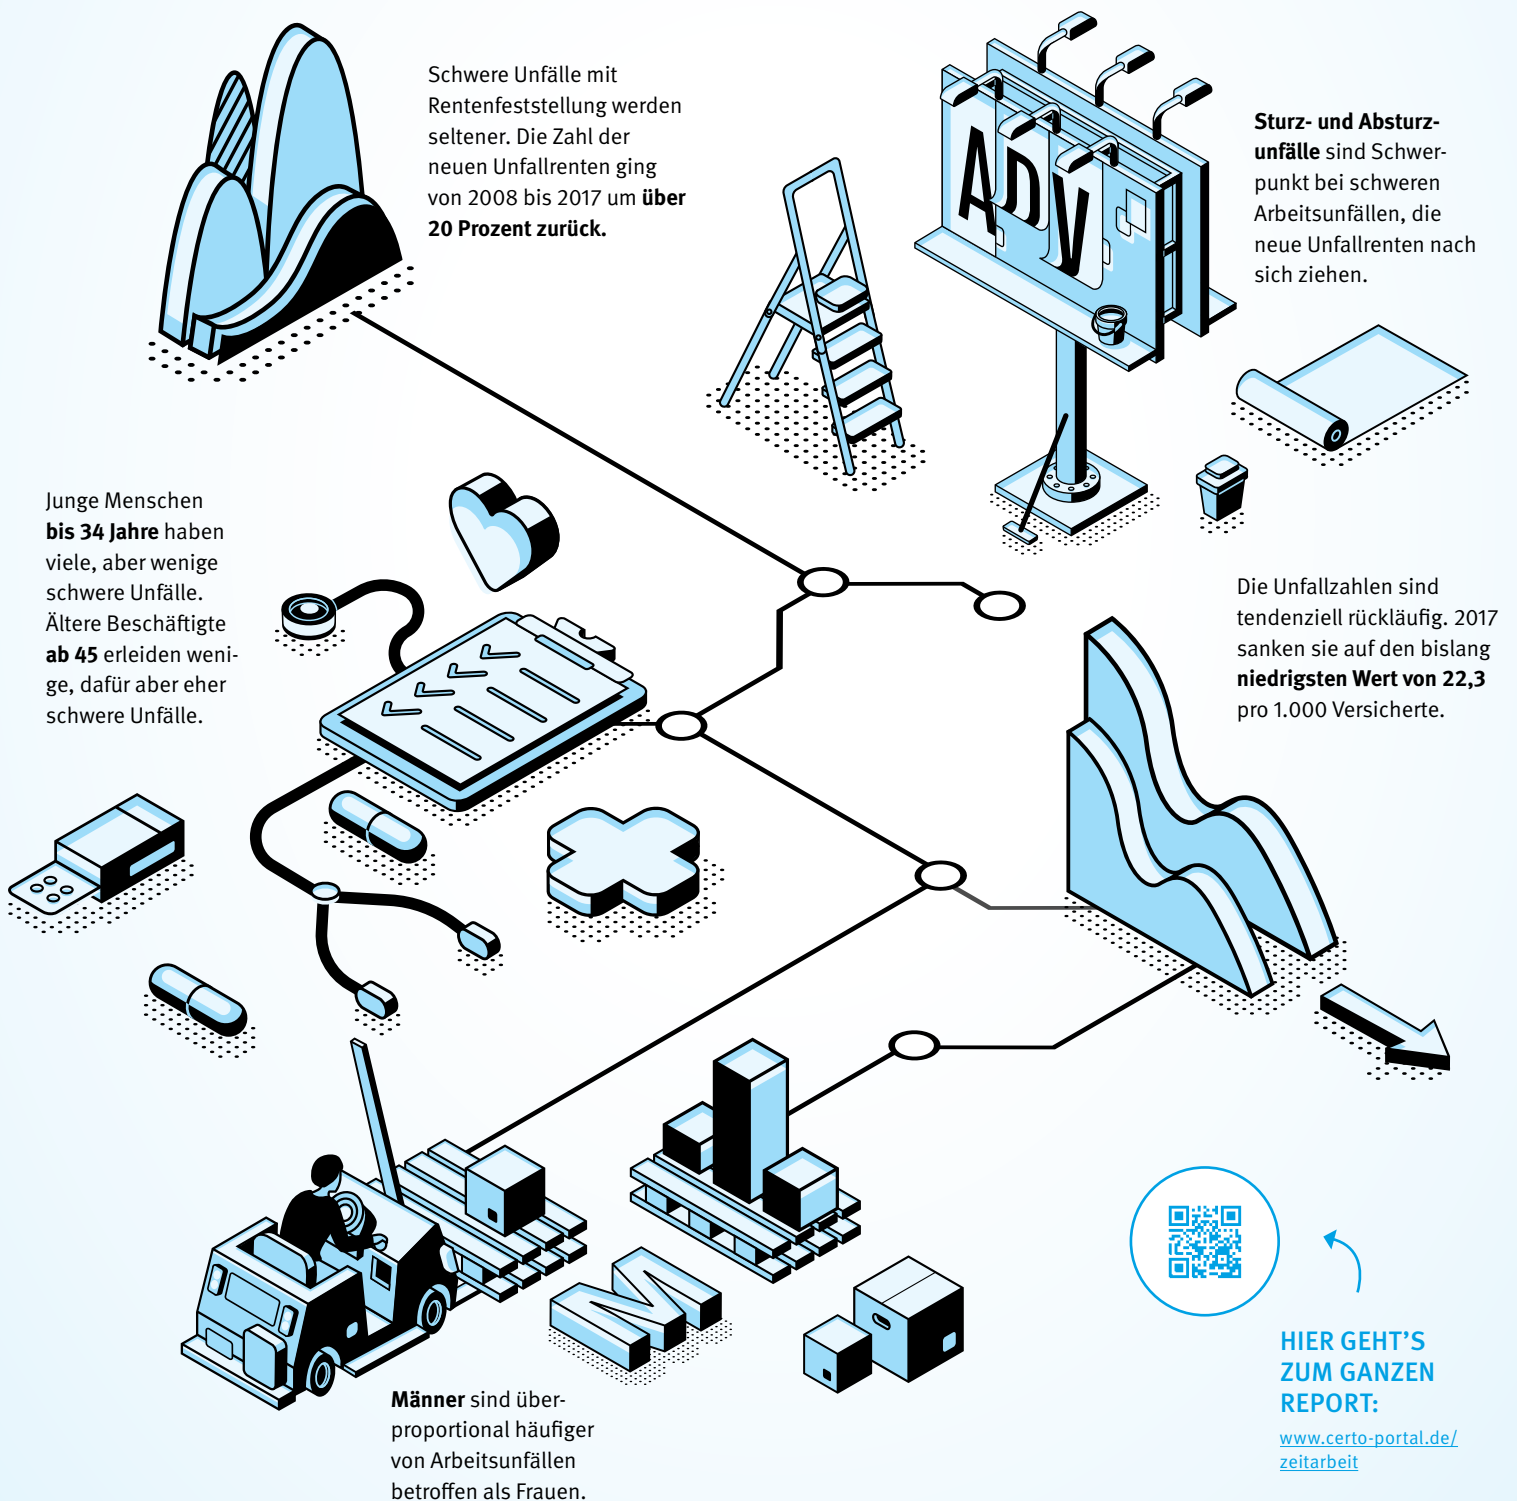 Schwere Unfälle mit
Rentenfeststellung werden
seltener. Die Zahl der
neuen Unfallrenten ging
von 2008 bis 2017 um über
20 Prozent zurück.
ADV
Sturz- und Absturz-
unfälle sind Schwer-
punkt bei schweren
Arbeitsunfällen, die
neue Unfallrenten nach
sich ziehen.
Junge Menschen
bis 34 Jahre haben
viele, aber wenige
schwere Unfälle.
Ältere Beschäftigte
ab 45 erleiden weni-
ge, dafür aber eher
schwere Unfälle.
Die Unfallzahlen sind
tendenziell rückläufig. 2017
sanken sie auf den bislang
niedrigsten Wert von 22,3
pro 1.000 Versicherte.
M
Männer sind über-
proportional häufiger
von Arbeitsunfällen
betroffen als Frauen.
HIER GEHT'S
ZUM GANZEN
REPORT:
www.certo-portal.de/
zeitarbeit